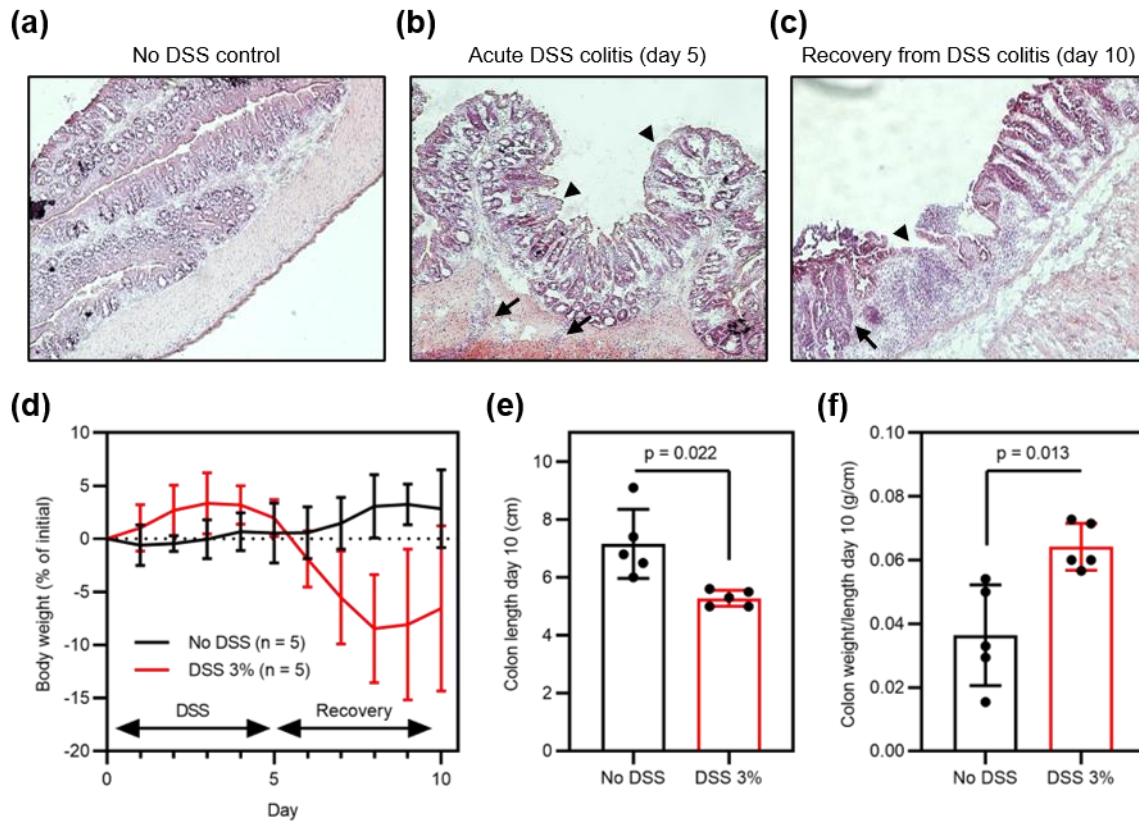 (a)
No DSS control
(b)
Acute DSS colitis (day 5)
(c)
Recovery from DSS colitis (day 10)
(d)
Body weight (% of initial)
10
5
0
-5
-10
-15
-20
No DSS (n = 5)
DSS 3% (n = 5)
DSS
Recovery
0
5
10
Day
(e)
Colon length day 10 (cm)
10
8
6
4
2
0
p = 0.022
No DSS
DSS 3%
(f)
Colon weight/length day 10 (g/cm)
0.10
0.08
0.06
0.04
0.02
0.00
p = 0.013
No DSS
DSS 3%